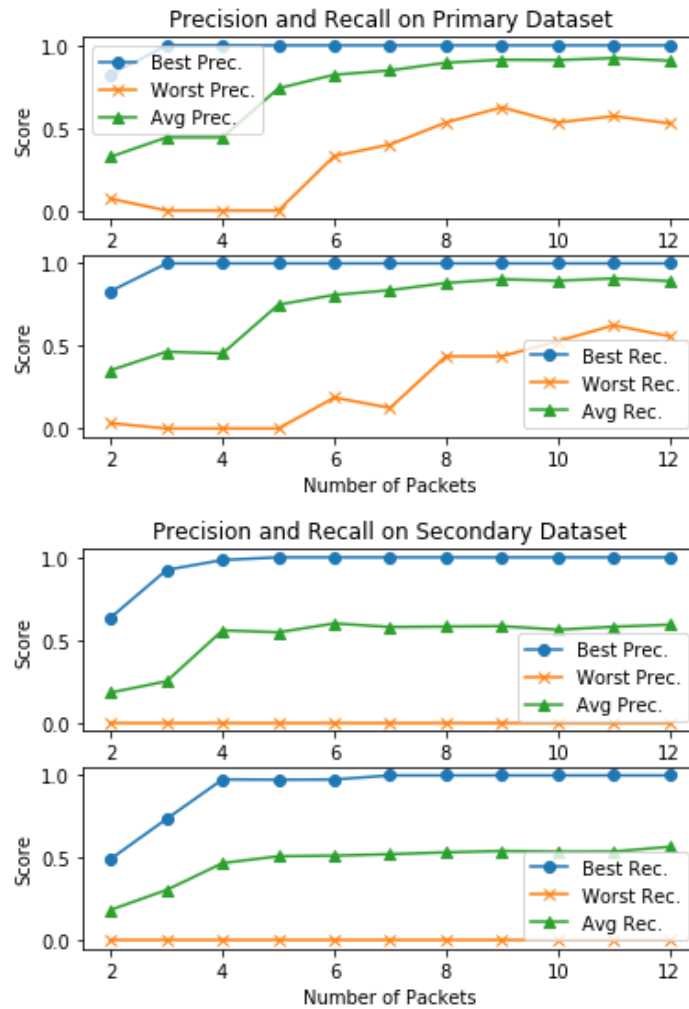 Precision and Recall on Primary Dataset
1.0
0.5
0.0
Score
Best Prec.
Worst Prec.
Avg Prec.
2 4 6 8 10 12
1.0
0.5
0.0
Score
Best Rec.
Worst Rec.
Avg Rec.
2 4 6 8 10 12
Number of Packets
Precision and Recall on Secondary Dataset
1.0
0.5
0.0
Score
Best Prec.
Worst Prec.
Avg Prec.
2 4 6 8 10 12
1.0
0.5
0.0
Score
Best Rec.
Worst Rec.
Avg Rec.
2 4 6 8 10 12
Number of Packets